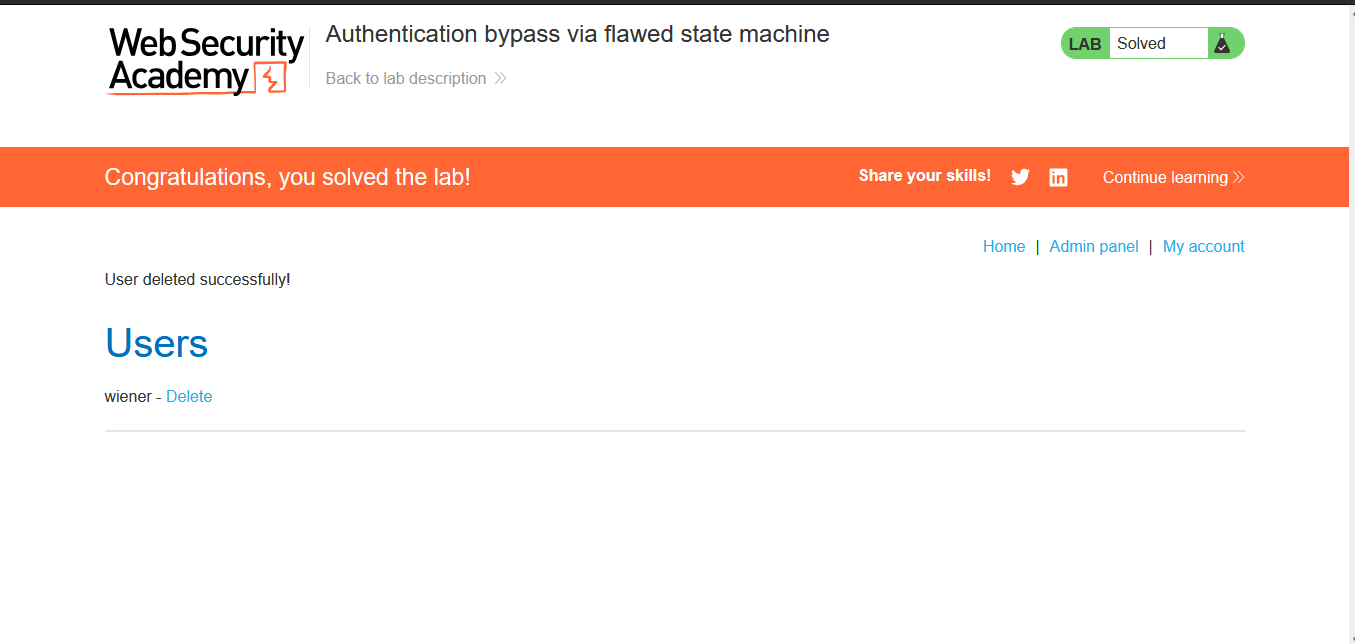 Web Security
Academy
Authentication bypass via flawed state machine
Back to lab description
LAB Solved
Congratulations, you solved the lab!
Share your skills!
in
Continue learning
Home | Admin panel | My account
User deleted successfully!
Users
wiener - Delete